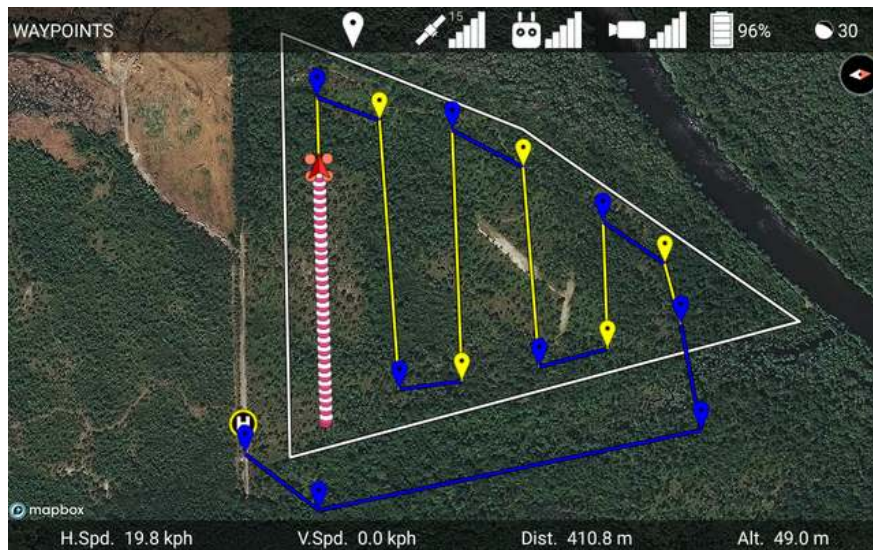 WAYPOINTS
15
96%
30
H
mapbox
H.Spd. 19.8 kph V.Spd. 0.0 kph Dist. 410.8 m Alt. 49.0 m